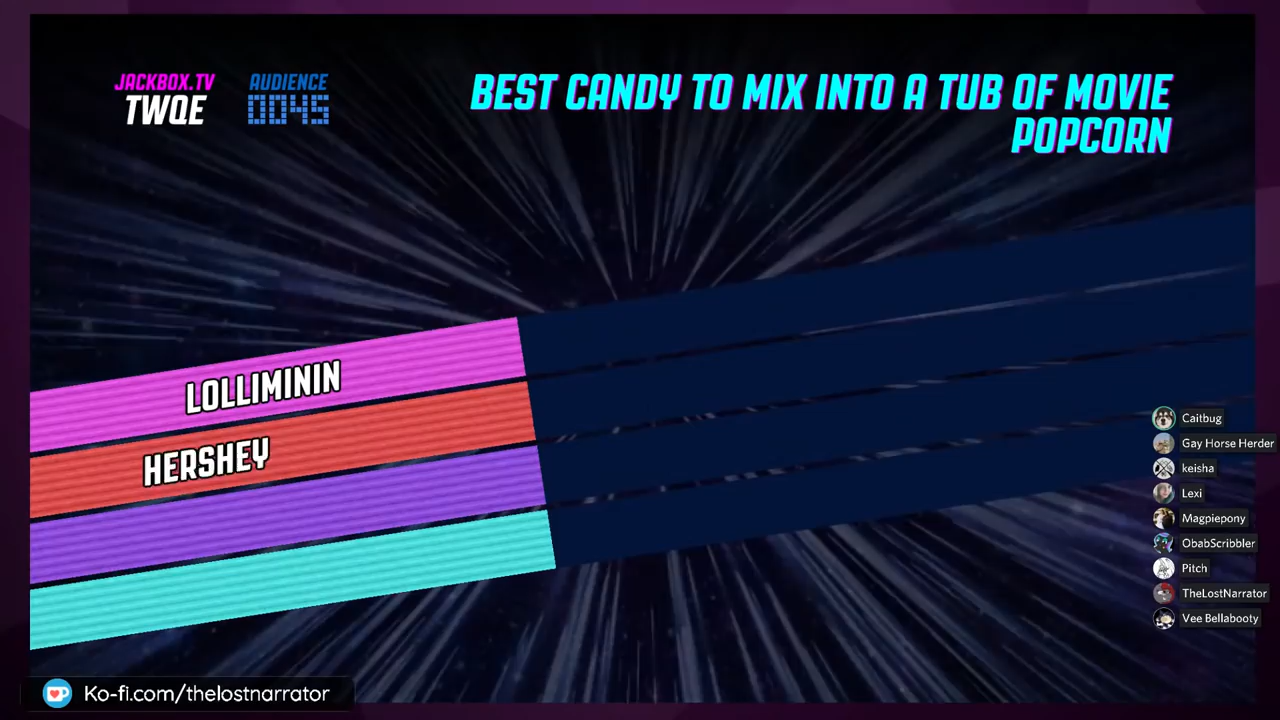 JACKBOX.TV
TWQE
AUDIENCE
0045
BEST CANDY TO MIX INTO A TUB OF MOVIE
POPCORN
LOLLIMININ
HERSHEY
Caitbug
Gay Horse Herder
keisha
Lexi
Magpiepony
ObabScribbler
Pitch
TheLostNarrator
Vee Bellabooty
Ko-fi.com/thelostnarrator